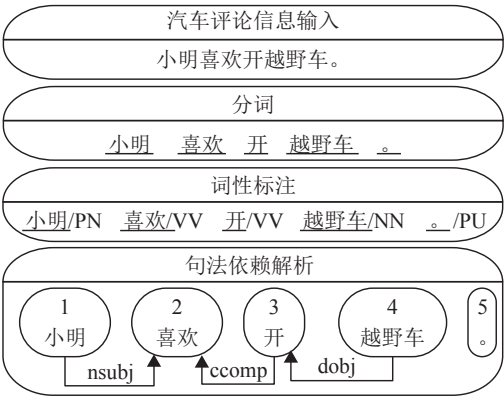 汽车评论信息输入
小明喜欢开越野车。
分词
小明 喜欢 开 越野车 。
词性标注
小明/PN 喜欢/VV 开/VV 越野车/NN 。/PU
句法依赖解析
1 2 3 4 5
小明 喜欢 开 越野车 。
nsubj ccomp dobj